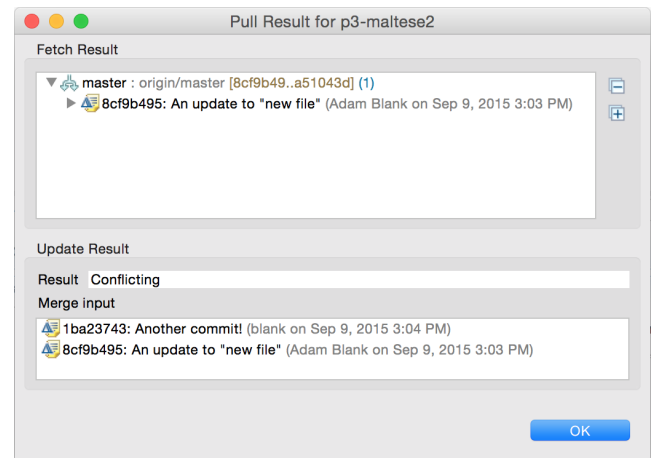 Pull Result for p3-maltese2
Fetch Result
master : origin/master [8cf9b49..a51043d] (1)
8cf9b495: An update to "new file" (Adam Blank on Sep 9, 2015 3:03 PM)
Update Result
Result Conflicting
Merge input
1ba23743: Another commit! (blank on Sep 9, 2015 3:04 PM)
8cf9b495: An update to "new file" (Adam Blank on Sep 9, 2015 3:03 PM)
OK